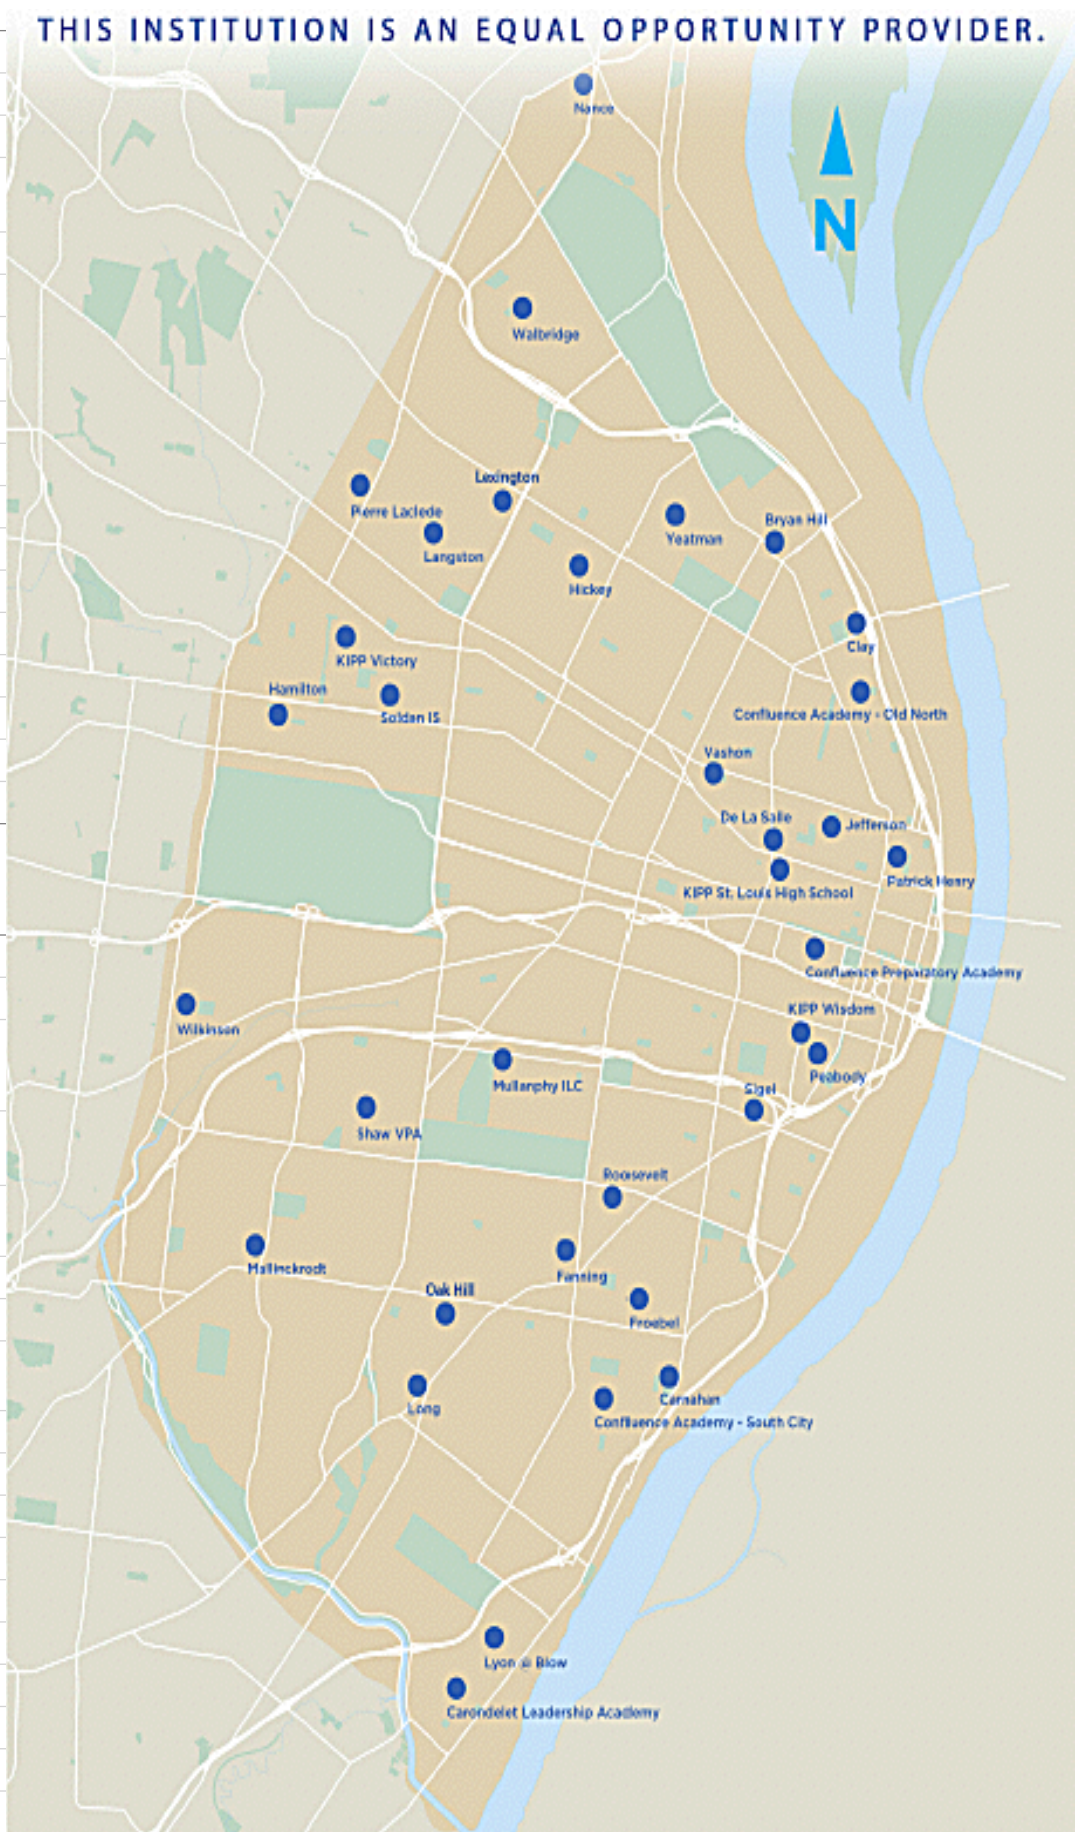 THIS INSTITUTION IS AN EQUAL OPPORTUNITY PROVIDER.
Nance
N
Walbridge
Lexington
Pierre Laclede
Bryan Hill
Yeatman
Langston
Hickey
Clay
KIPP Victory
Hamilton
Soldan IS
Confluence Academy - Old North
Vashon
De La Salle
Jefferson
Patrick Henry
KIPP St. Louis High School
Confluence Preparatory Academy
KIPP Wisdom
Wilkinson
Peabody
Mullanphy ILC
Sigel
Shaw VPA
Roosevelt
Mallinckrodt
Fanning
Oak Hill
Froebel
Carnahan
Long
Confluence Academy - South City
Lyon @ Blow
Carondelet Leadership Academy